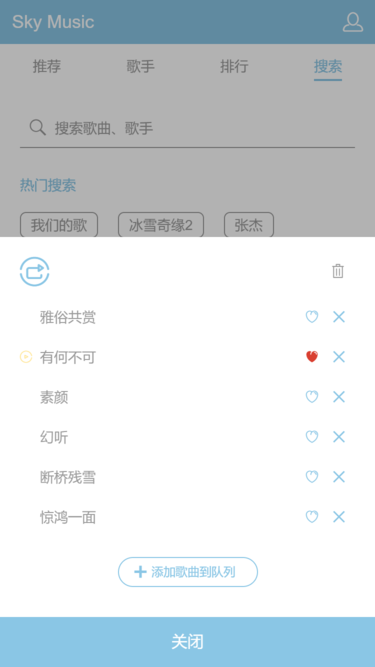 Sky Music
推荐 歌手 排行 搜索
搜索歌曲、歌手
热门搜索
我们的歌 冰雪奇缘2 张杰
雅俗共赏
有何不可
素颜
幻听
断桥残雪
惊鸿一面
添加歌曲到队列
关闭